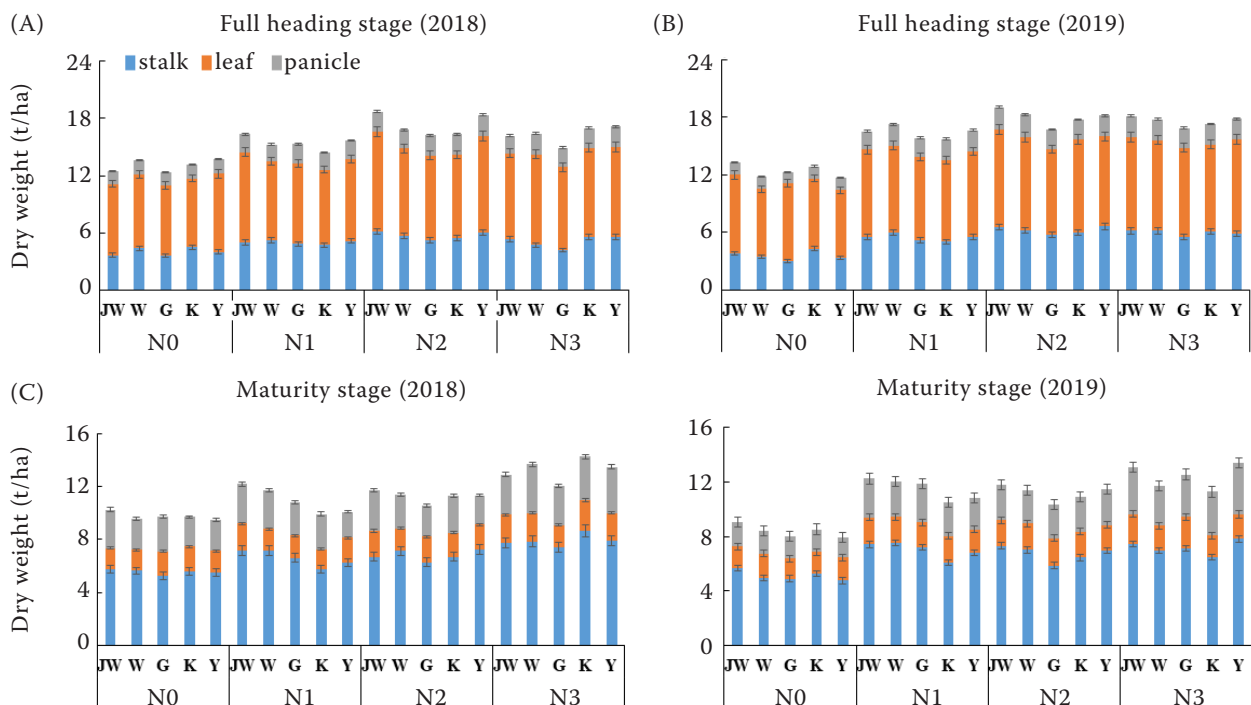 (A) Full heading stage (2018)
stalk leaf panicle
Dry weight (t/ha)
24
18
12
6
0
JW W G K Y JW W G K Y JW W G K Y JW W G K Y
N0 N1 N2 N3
(B) Full heading stage (2019)
24
18
12
6
0
JW W G K Y JW W G K Y JW W G K Y JW W G K Y
N0 N1 N2 N3
(C) Maturity stage (2018)
Dry weight (t/ha)
16
12
8
4
0
JW W G K Y JW W G K Y JW W G K Y JW W G K Y
N0 N1 N2 N3
Maturity stage (2019)
16
12
8
4
0
JW W G K Y JW W G K Y JW W G K Y JW W G K Y
N0 N1 N2 N3